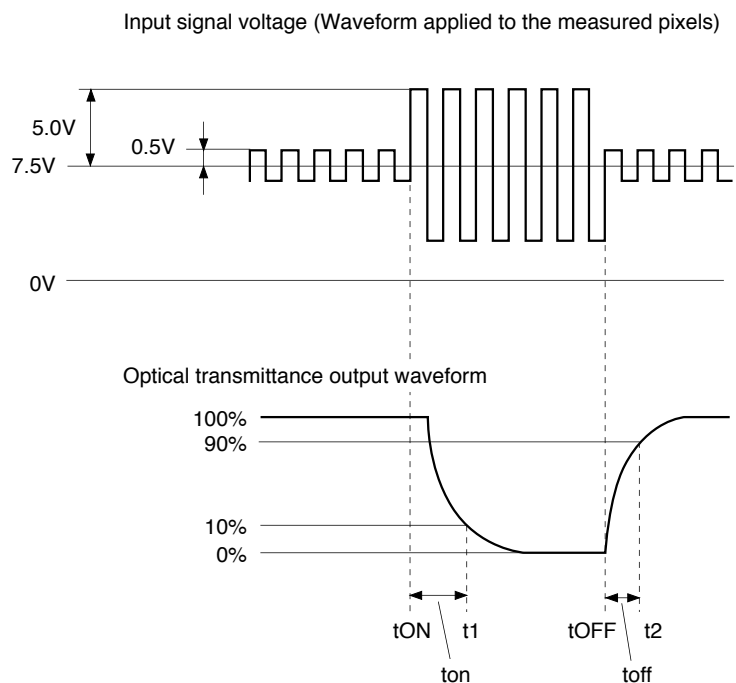 Input signal voltage (Waveform applied to the measured pixels)
5.0V
0.5V
7.5V
0V
Optical transmittance output waveform
100%
90%
10%
0%
tON t1 tOFF t2
ton toff